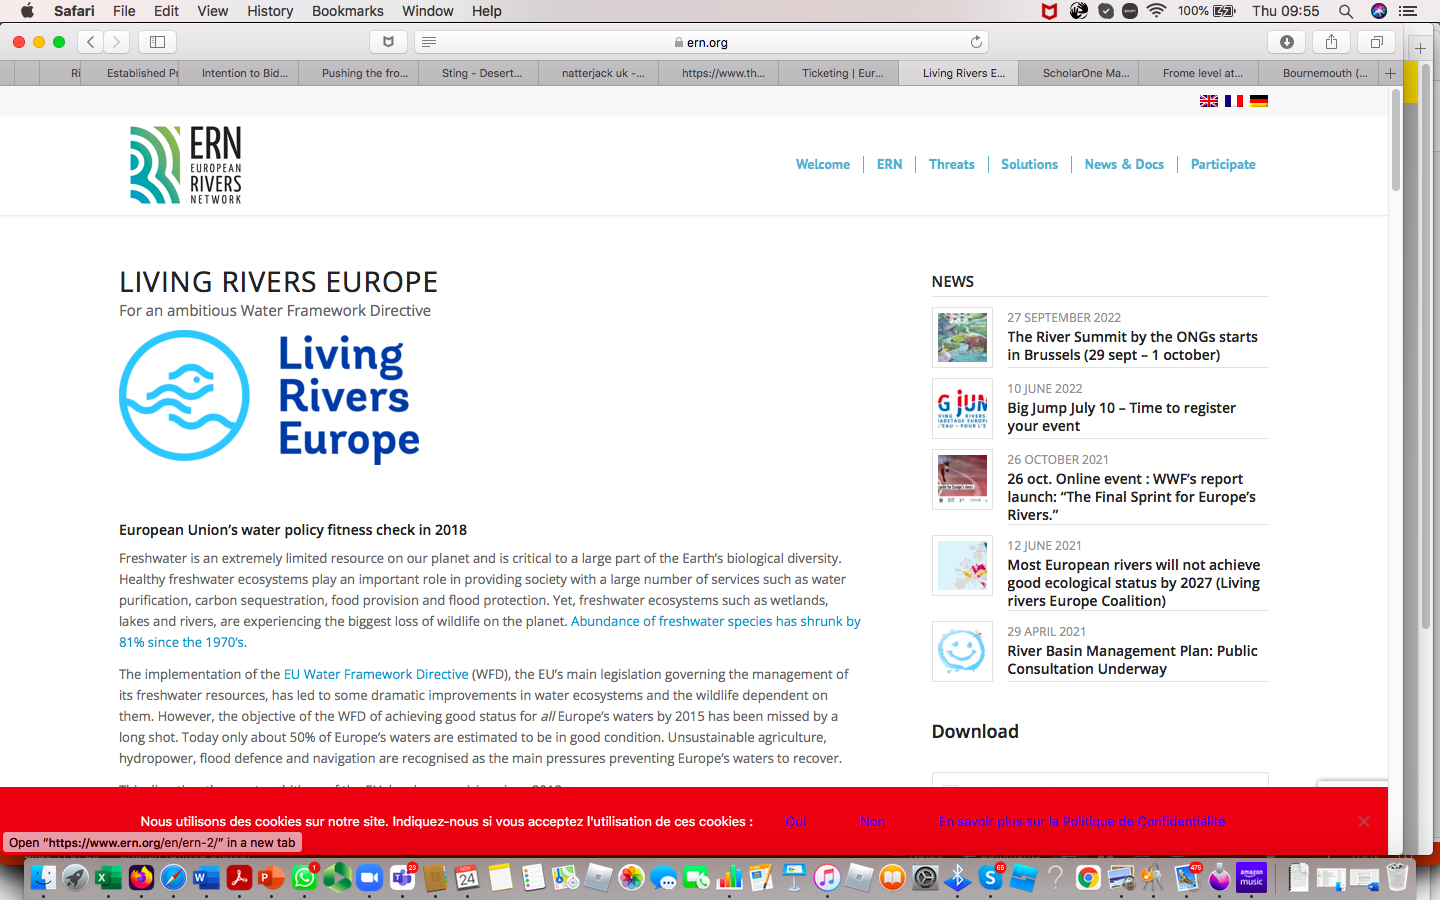 Safari File Edit View History Bookmarks Window Help
100% Thu 09:55
ern.org
Ri
Established Pr
Intention to Bid...
Pushing the fro...
Sting - Desert...
natterjack uk -...
https://www.th...
Ticketing | Eur...
Living Rivers E...
ScholarOne Ma...
Frome level at...
Bournemouth (...
ERN
EUROPEAN
RIVERS
NETWORK
Welcome
ERN
Threats
Solutions
News & Docs
Participate
LIVING RIVERS EUROPE
For an ambitious Water Framework Directive
Living
Rivers
Europe
European Union’s water policy fitness check in 2018
Freshwater is an extremely limited resource on our planet and is critical to a large part of the Earth’s biological diversity.
Healthy freshwater ecosystems play an important role in providing society with a large number of services such as water
purification, carbon sequestration, food provision and flood protection. Yet, freshwater ecosystems such as wetlands,
lakes and rivers, are experiencing the biggest loss of wildlife on the planet. Abundance of freshwater species has shrunk by
81% since the 1970’s.
The implementation of the EU Water Framework Directive (WFD), the EU’s main legislation governing the management of
its freshwater resources, has led to some dramatic improvements in water ecosystems and the wildlife dependent on
them. However, the objective of the WFD of achieving good status for all Europe’s waters by 2015 has been missed by a
long shot. Today only about 50% of Europe’s waters are estimated to be in good condition. Unsustainable agriculture,
hydropower, flood defence and navigation are recognised as the main pressures preventing Europe’s waters to recover.
NEWS
27 SEPTEMBER 2022
The River Summit by the ONGs starts
in Brussels (29 sept – 1 october)
G JUM
10 JUNE 2022
Big Jump July 10 – Time to register
your event
26 OCTOBER 2021
26 oct. Online event : WWF’s report
launch: “The Final Sprint for Europe’s
Rivers.”
12 JUNE 2021
Most European rivers will not achieve
good ecological status by 2027 (Living
rivers Europe Coalition)
29 APRIL 2021
River Basin Management Plan: Public
Consultation Underway
Download
Nous utilisons des cookies sur notre site. Indiquez-nous si vous acceptez l'utilisation de ces cookies :
Oui
Non
En savoir plus sur la Politique de Confidentialité
Open “https://www.ern.org/en/ern-2/” in a new tab
1
23
NOV
24
65
476
amazon
music